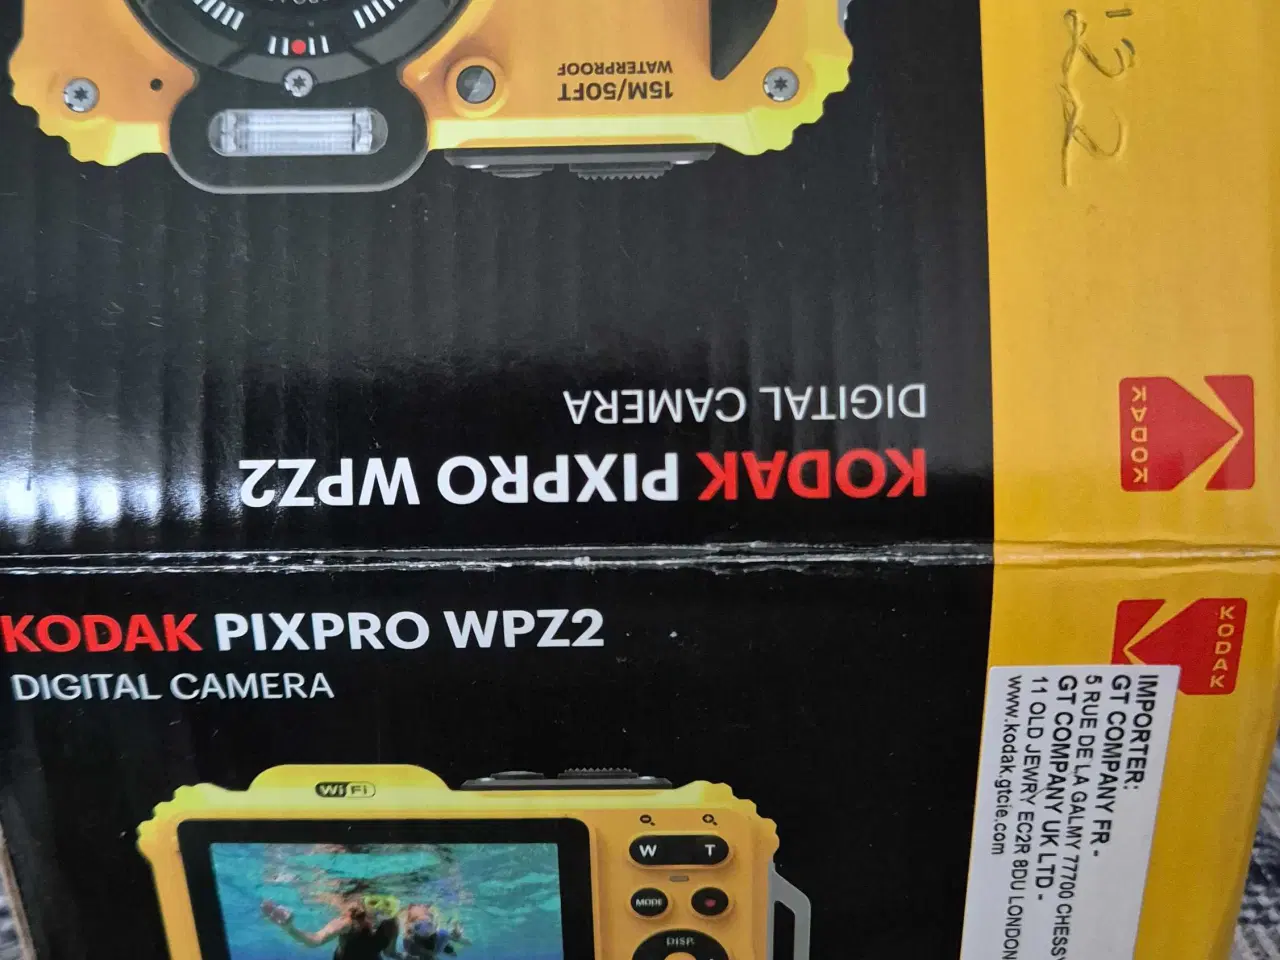 15M/50FT
WATERPROOF
DIGITAL CAMERA
KODAK PIXPRO WPZ2
KODAK
KODAK PIXPRO WPZ2
DIGITAL CAMERA
WiFi
W T
MODE
DISP.
KODAK
IMPORTER:
GT COMPANY FR -
5 RUE DE LA GALMY 77700 CHESSY
GT COMPANY UK LTD -
11 OLD JEWRY EC2R 8DU LONDON
www.kodak.gtcie.com